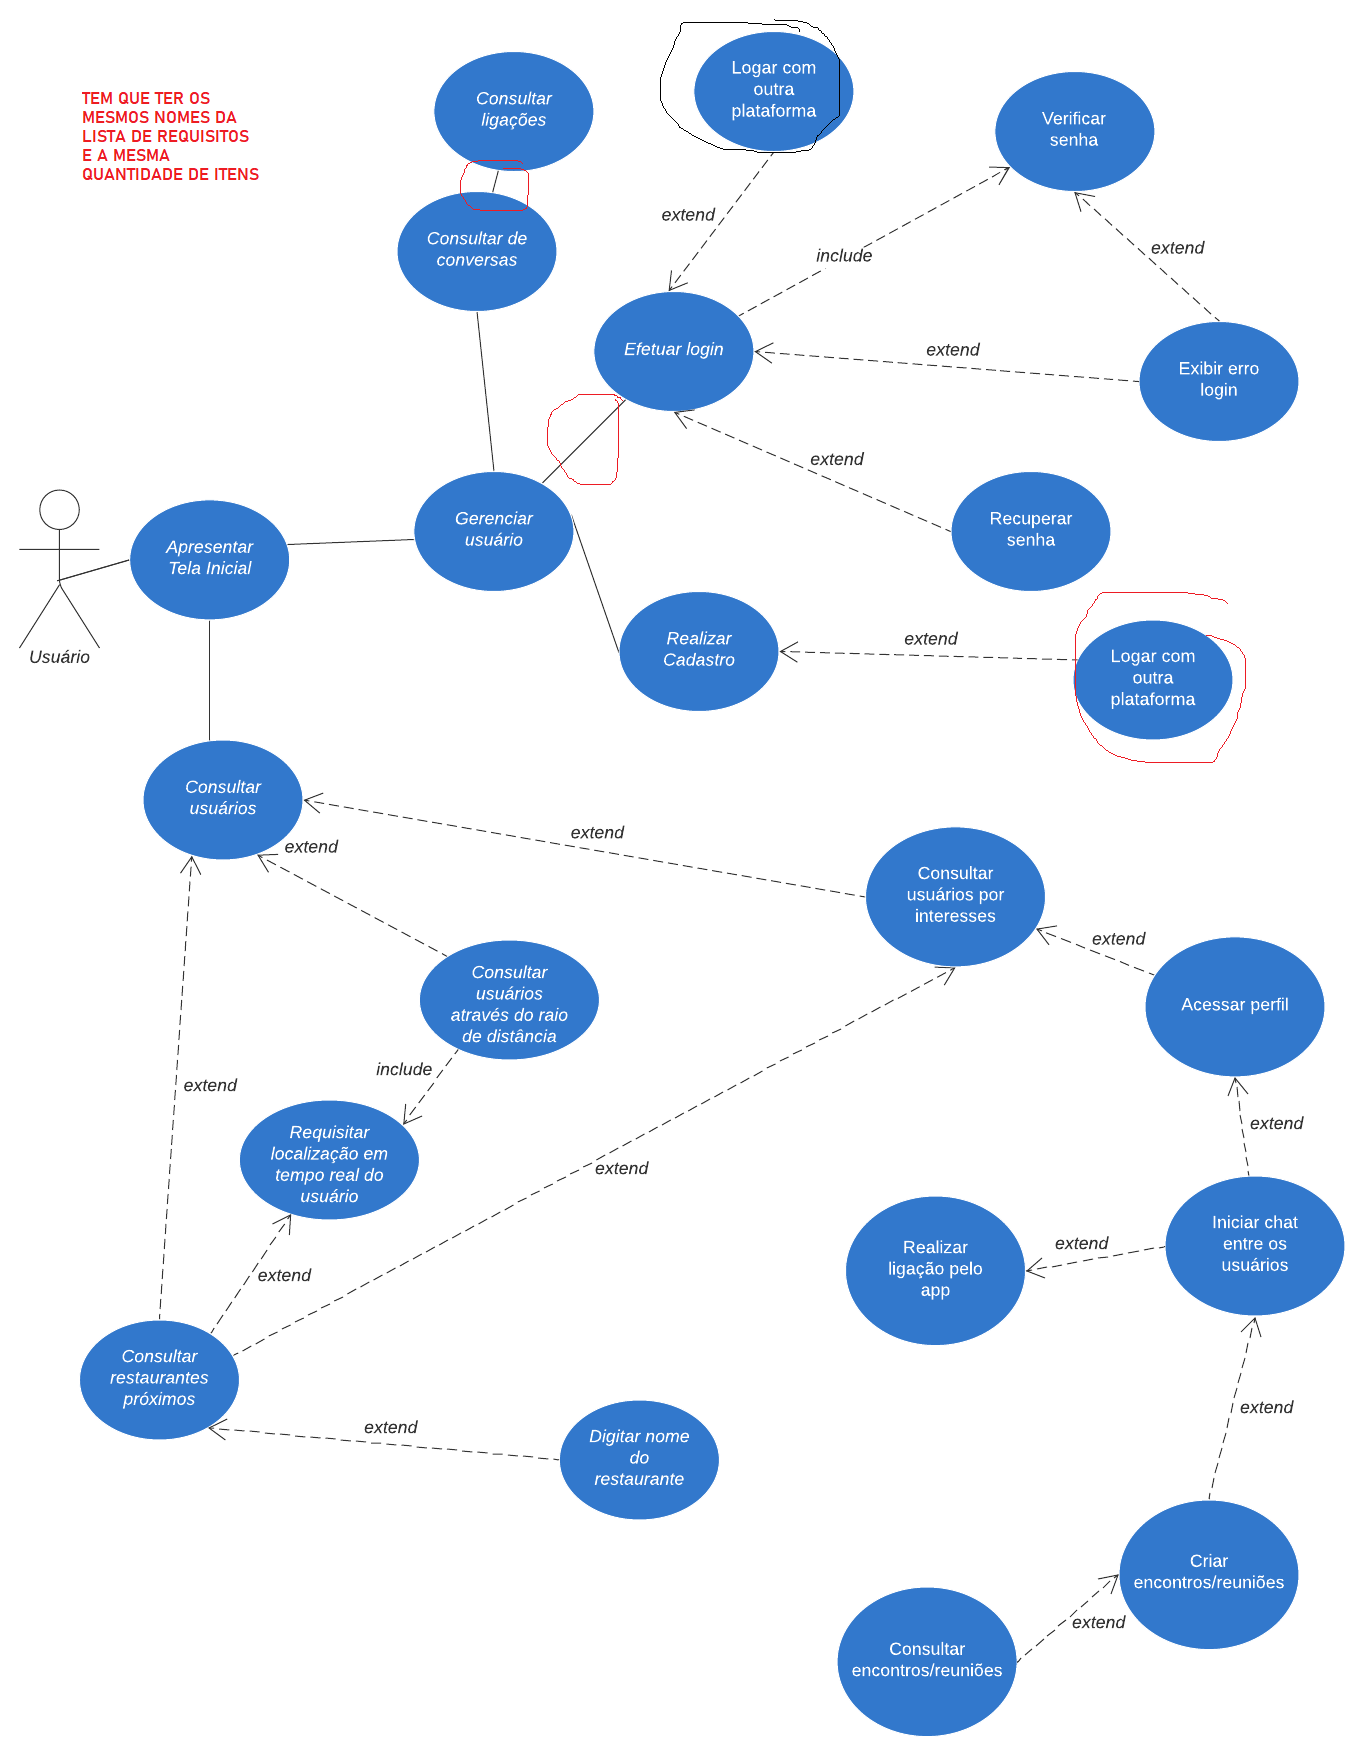 TEM QUE TER OS
MESMOS NOMES DA
LISTA DE REQUISITOS
E A MESMA
QUANTIDADE DE ITENS
Consultar
ligações
Logar com
outra
plataforma
Verificar
senha
Consultar de
conversas
extend
include
extend
Efetuar login
extend
Exibir erro
login
extend
Gerenciar
usuário
Recuperar
senha
Apresentar
Tela Inicial
Usuário
Realizar
Cadastro
extend
Logar com
outra
plataforma
Consultar
usuários
extend
extend
Consultar
usuários por
interesses
extend
Consultar
usuários
através do raio
de distância
Acessar perfil
include
extend
extend
Requisitar
localização em
tempo real do
usuário
extend
Iniciar chat
entre os
usuários
extend
Realizar
ligação pelo
app
extend
Consultar
restaurantes
próximos
extend
extend
Digitar nome
do
restaurante
Criar
encontros/reuniões
extend
Consultar
encontros/reuniões